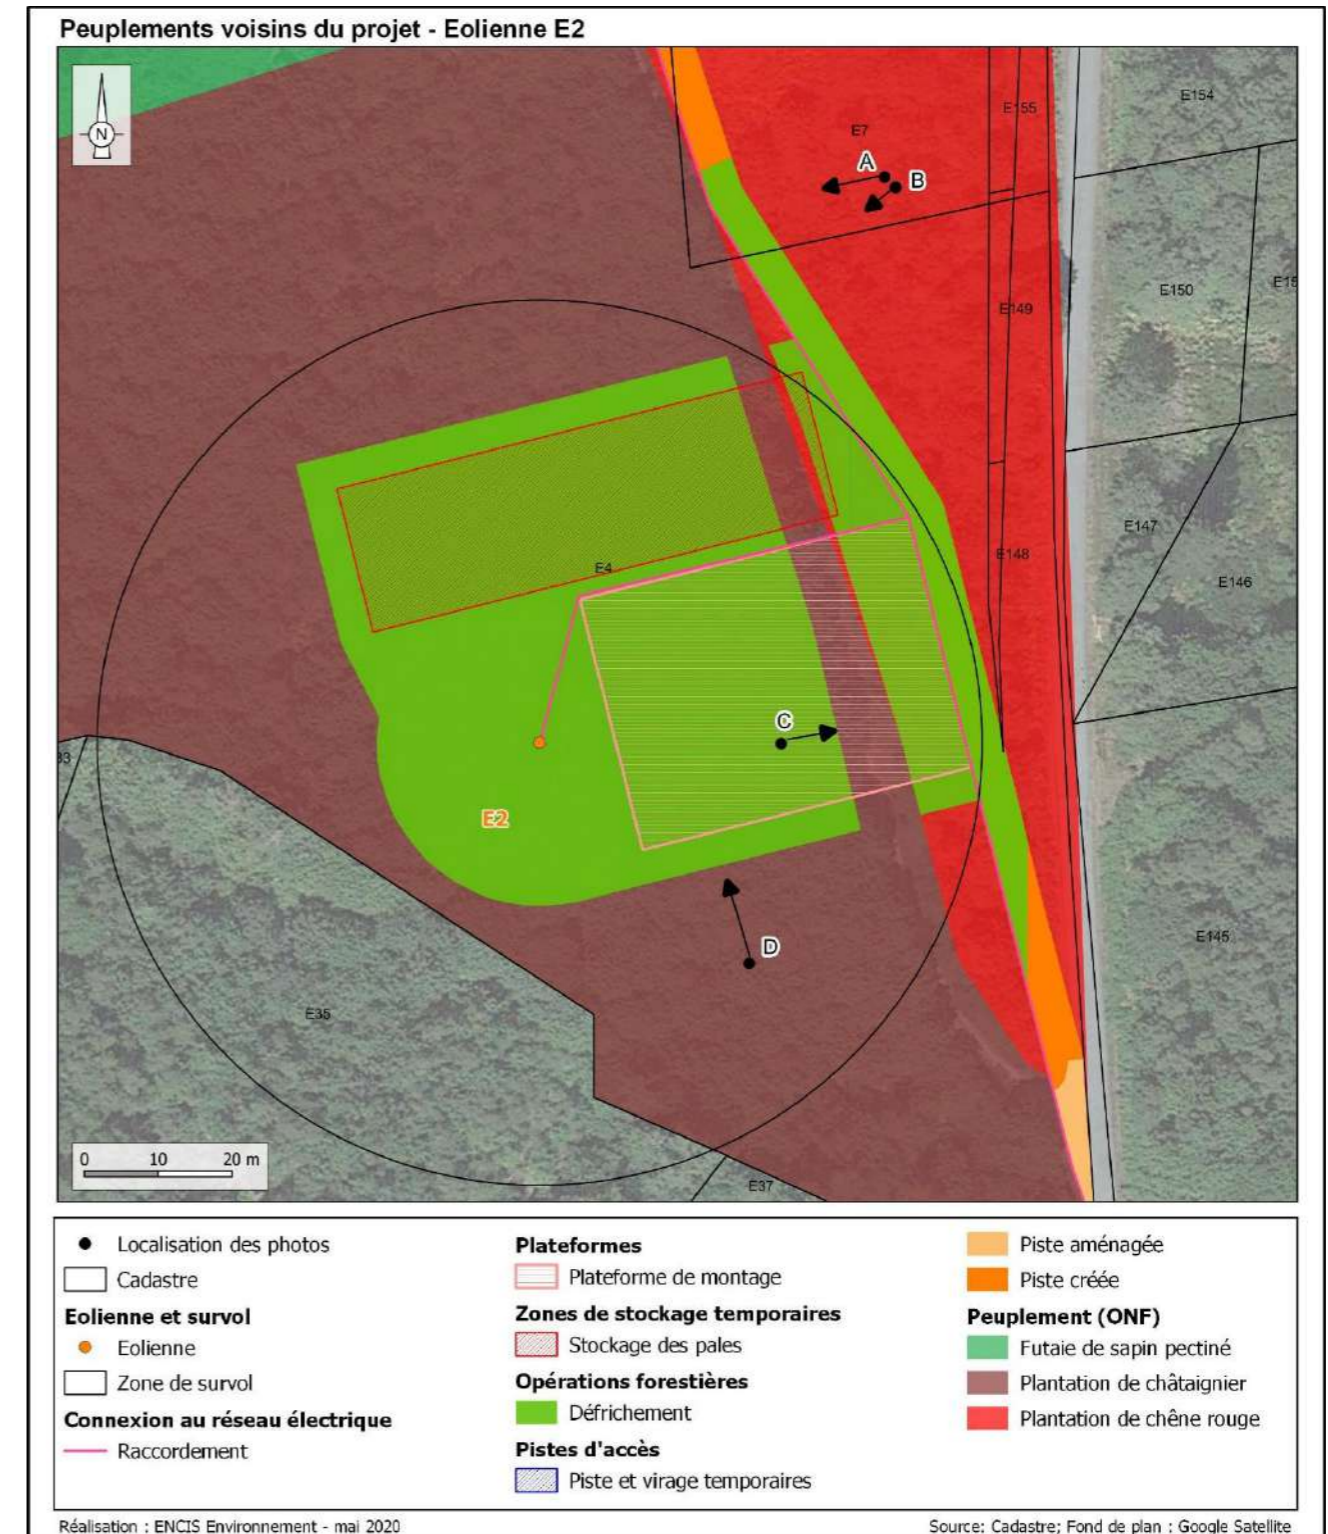 Peuplements voisins du projet - Eolienne E2
N
E154
E155
E7
A
B
E150
E149
E4
E147
E148
E146
C
E2
D
E145
E35
E37
0 10 20 m
Localisation des photos
Cadastre
Eolienne et survol
Eolienne
Zone de survol
Connexion au réseau électrique
Raccordement
Plateformes
Plateforme de montage
Zones de stockage temporaires
Stockage des pales
Opérations forestières
Défrichement
Pistes d'accès
Piste et virage temporaires
Piste aménagée
Piste créée
Peuplement (ONF)
Futaie de sapin pectiné
Plantation de châtaignier
Plantation de chêne rouge
Réalisation : ENCIS Environnement - mai 2020
Source: Cadastre; Fond de plan : Google Satellite